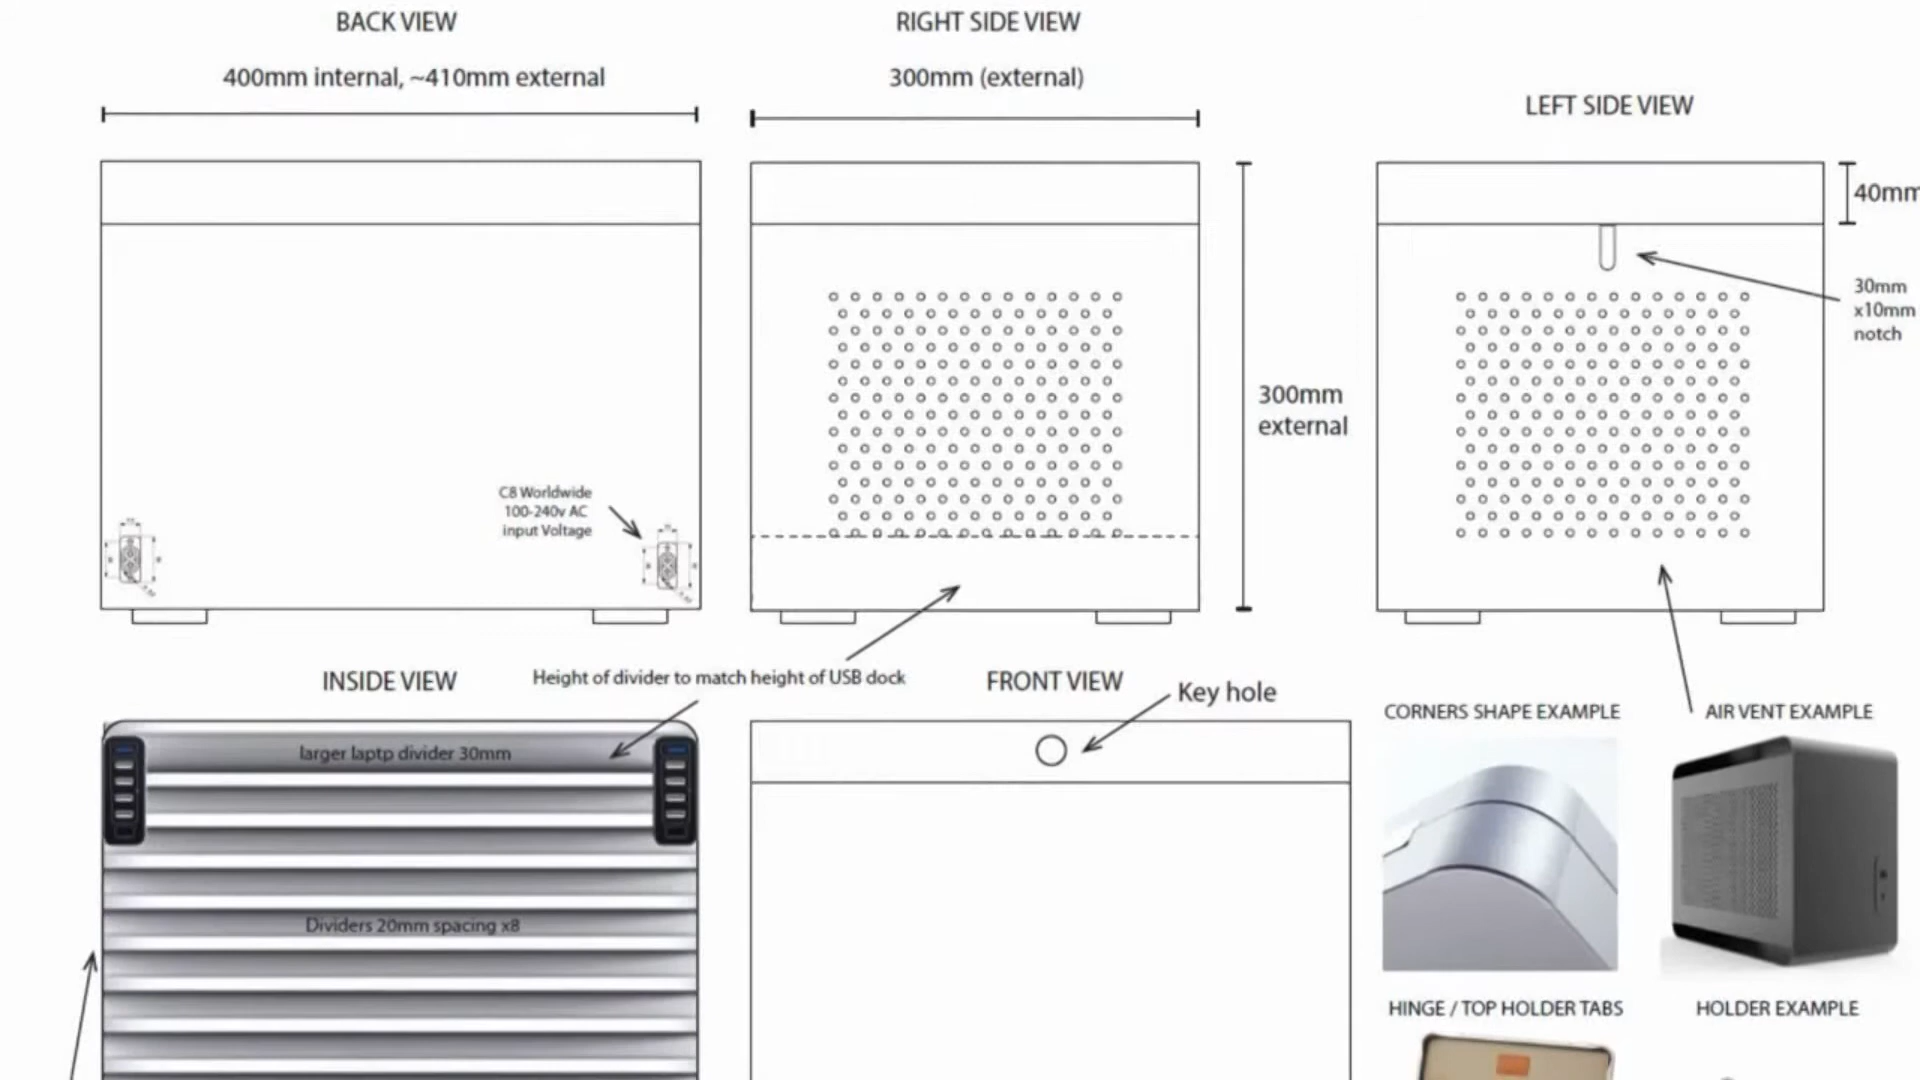 BACK VIEW
400mm internal, ~410mm external
RIGHT SIDE VIEW
300mm (external)
LEFT SIDE VIEW
40mm
30mm
x10mm
notch
300mm
external
C8 Worldwide
100-240v AC
input Voltage
INSIDE VIEW
Height of divider to match height of USB dock
FRONT VIEW
Key hole
larger laptp divider 30mm
Dividers 20mm spacing x8
CORNERS SHAPE EXAMPLE
AIR VENT EXAMPLE
HINGE / TOP HOLDER TABS
HOLDER EXAMPLE